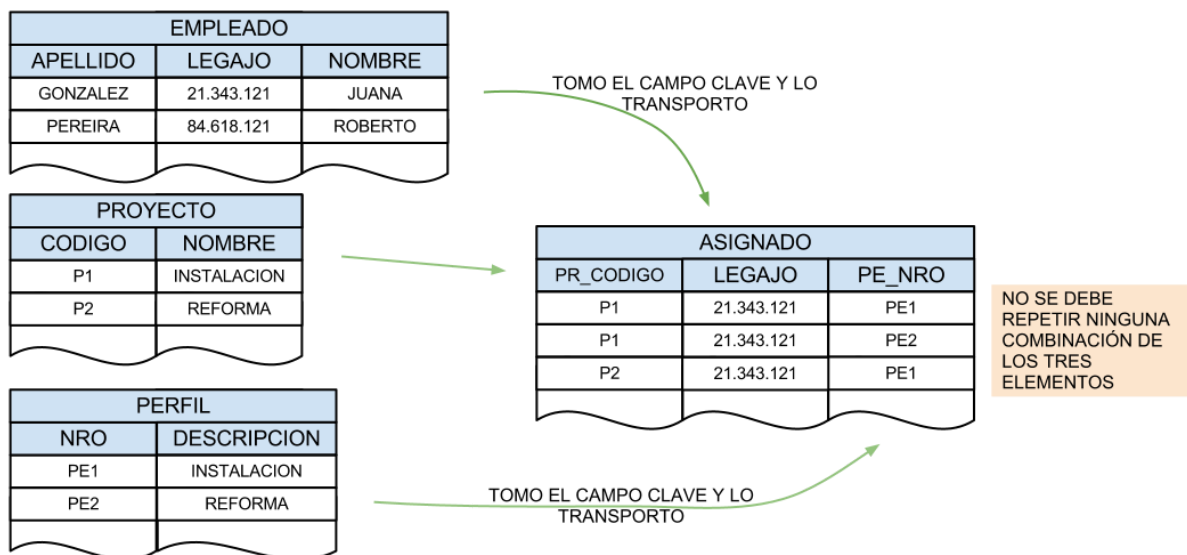 EMPLEADO
APELLIDO LEGAJO NOMBRE
GONZALEZ 21.343.121 JUANA
PEREIRA 84.618.121 ROBERTO
TOMO EL CAMPO CLAVE Y LO
TRANSPORTO
PROYECTO
CODIGO NOMBRE
P1 INSTALACION
P2 REFORMA
ASIGNADO
PR_CODIGO LEGAJO PE_NRO
P1 21.343.121 PE1
P1 21.343.121 PE2
P2 21.343.121 PE1
NO SE DEBE
REPETIR NINGUNA
COMBINACIÓN DE
LOS TRES
ELEMENTOS
PERFIL
NRO DESCRIPCION
PE1 INSTALACION
PE2 REFORMA
TOMO EL CAMPO CLAVE Y LO
TRANSPORTO